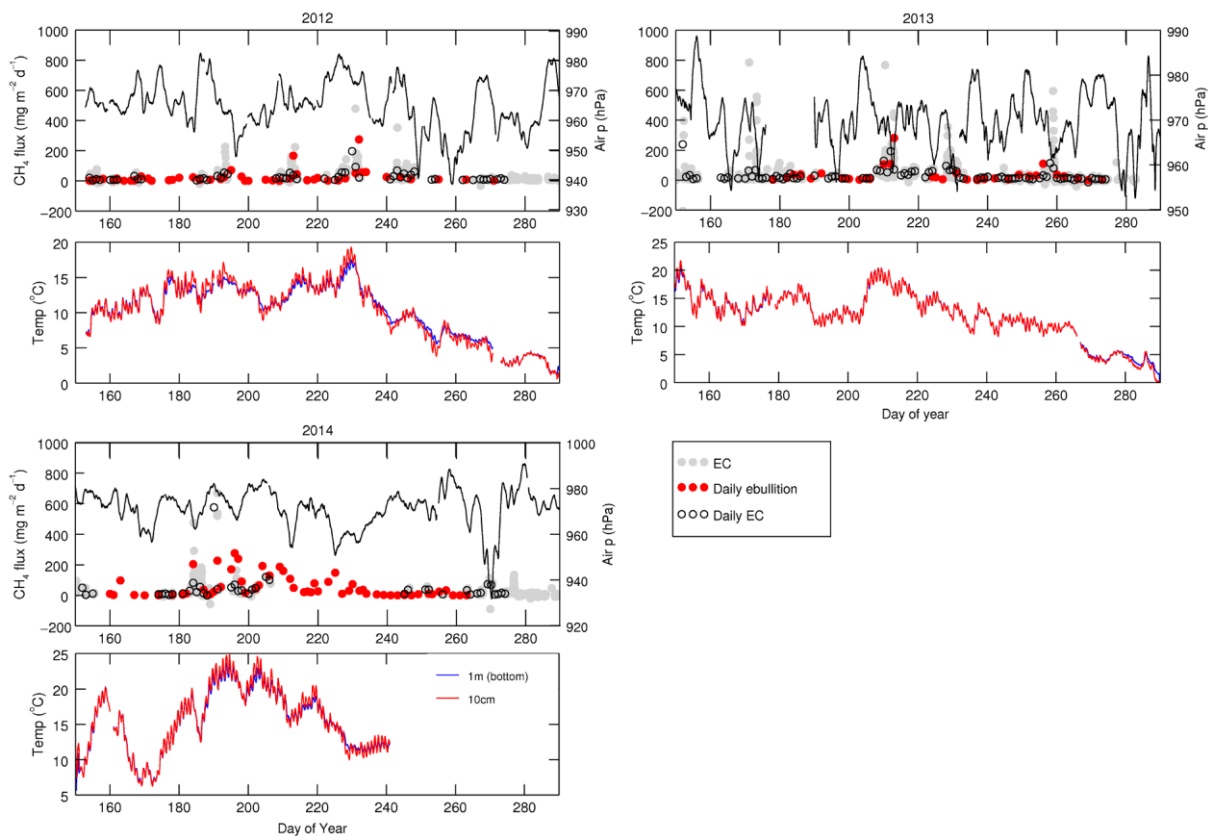 2012
1000
800
600
400
200
0
-200
CH4 flux (mg m-2 d-1)
990
980
970
960
950
940
930
Air p (hPa)
160 180 200 220 240 260 280
20
15
10
5
0
Temp (oC)
160 180 200 220 240 260 280
2013
1000
800
600
400
200
0
-200
990
980
970
960
950
Air p (hPa)
160 180 200 220 240 260 280
25
20
15
10
5
0
Temp (oC)
160 180 200 220 240 260 280
Day of year
2014
1000
800
600
400
200
0
-200
CH4 flux (mg m-2 d-1)
1000
980
960
940
920
Air p (hPa)
160 180 200 220 240 260 280
25
20
15
10
5
Temp (oC)
1m (bottom)
10cm
160 180 200 220 240 260 280
Day of Year
EC
Daily ebullition
Daily EC